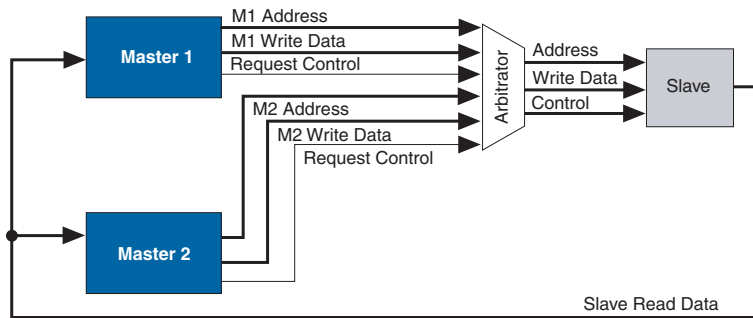 M1 Address
M1 Write Data
Request Control
Master 1
M2 Address
M2 Write Data
Request Control
Master 2
Arbitrator
Address
Write Data
Control
Slave
Slave Read Data